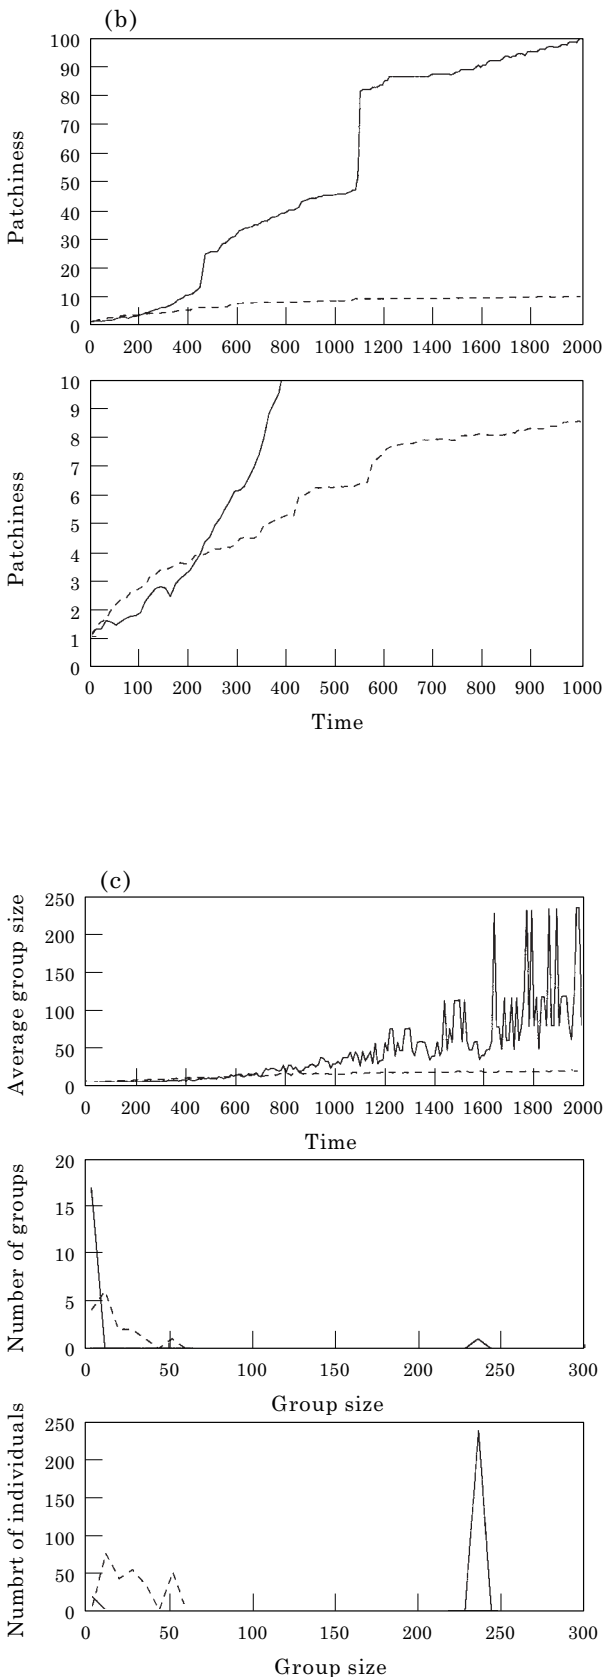 (b)
Patchiness
100
90
80
70
60
50
40
30
20
10
0
0 200 400 600 800 1000 1200 1400 1600 1800 2000
Patchiness
10
9
8
7
6
5
4
3
2
1
0
0 100 200 300 400 500 600 700 800 900 1000
Time
(c)
Average group size
250
200
150
100
50
0
0 200 400 600 800 1000 1200 1400 1600 1800 2000
Time
Number of groups
20
15
10
5
0
0 50 100 150 200 250 300
Group size
Numbrt of individuals
250
200
150
100
50
0
0 50 100 150 200 250 300
Group size